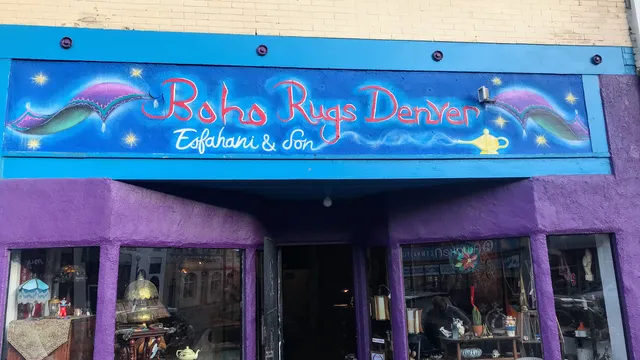 Boho Rugs Denver
Esfahani & Son